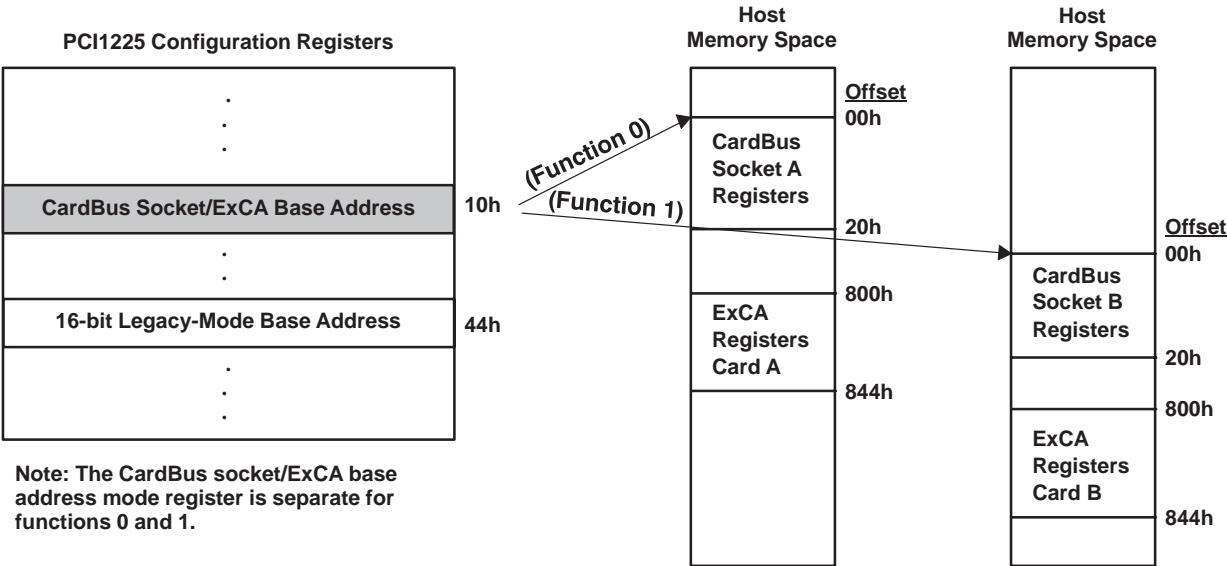 PCI1225 Configuration Registers
CardBus Socket/ExCA Base Address
10h
16-bit Legacy-Mode Base Address
44h
Note: The CardBus socket/ExCA base
address mode register is separate for
functions 0 and 1.
(Function 0)
(Function 1)
Host
Memory Space
Offset
00h
CardBus
Socket A
Registers
20h
800h
ExCA
Registers
Card A
844h
Host
Memory Space
Offset
00h
CardBus
Socket B
Registers
20h
800h
ExCA
Registers
Card B
844h